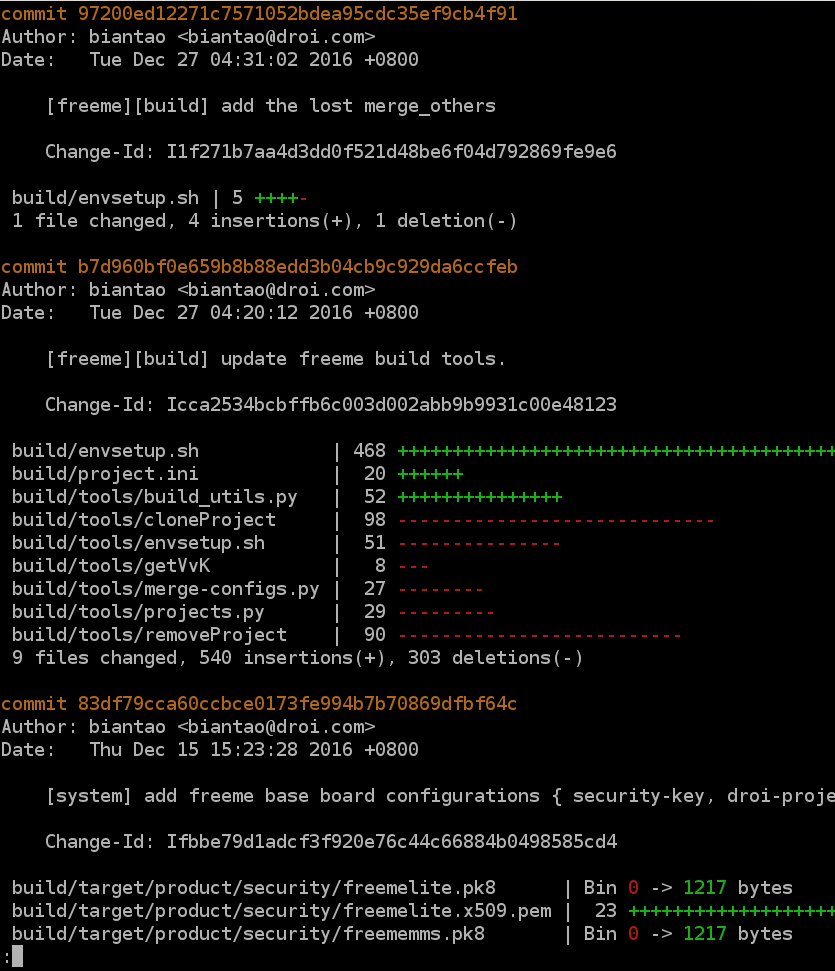 commit 97200ed12271c7571052bdea95cdc35ef9cb4f91
Author: biantao <biantao@droi.com>
Date:   Tue Dec 27 04:31:02 2016 +0800
[freeme][build] add the lost merge_others
Change-Id: I1f271b7aa4d3dd0f521d48be6f04d792869fe9e6
build/envsetup.sh | 5 ++++-
1 file changed, 4 insertions(+), 1 deletion(-)
commit b7d960bf0e659b8b88edd3b04cb9c929da6ccfeb
Author: biantao <biantao@droi.com>
Date:   Tue Dec 27 04:20:12 2016 +0800
[freeme][build] update freeme build tools.
Change-Id: Icca2534bcbffb6c003d002abb9b9931c00e48123
build/envsetup.sh            | 468 ++++++++++++++++++++++++++++++++++++++++
build/project.ini            |  20 ++++++
build/tools/build_utils.py   |  52 +++++++++++++++
build/tools/cloneProject     |  98 -----------------------------
build/tools/envsetup.sh      |  51 ---------------
build/tools/getVvK           |   8 ---
build/tools/merge-configs.py |  27 --------
build/tools/projects.py      |  29 ---------
build/tools/removeProject    |  90 --------------------------
9 files changed, 540 insertions(+), 303 deletions(-)
commit 83df79cca60ccbce0173fe994b7b70869dfbf64c
Author: biantao <biantao@droi.com>
Date:   Thu Dec 15 15:23:28 2016 +0800
[system] add freeme base board configurations { security-key, droi-proje
Change-Id: Ifbbe79d1adcf3f920e76c44c66884b0498585cd4
build/target/product/security/freemelite.pk8      | Bin 0 -> 1217 bytes
build/target/product/security/freemelite.x509.pem |  23 +++++++++++++++++++
build/target/product/security/freememms.pk8       | Bin 0 -> 1217 bytes
: